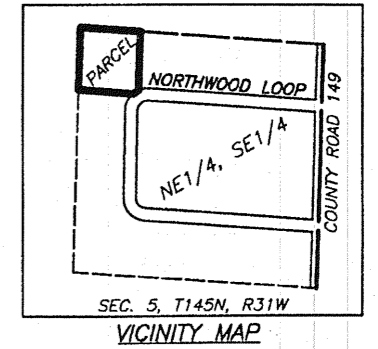 PARCEL
NORTHWOOD LOOP
COUNTY ROAD 149
NE1/4, SE1/4
SEC. 5, T145N, R31W
VICINITY MAP